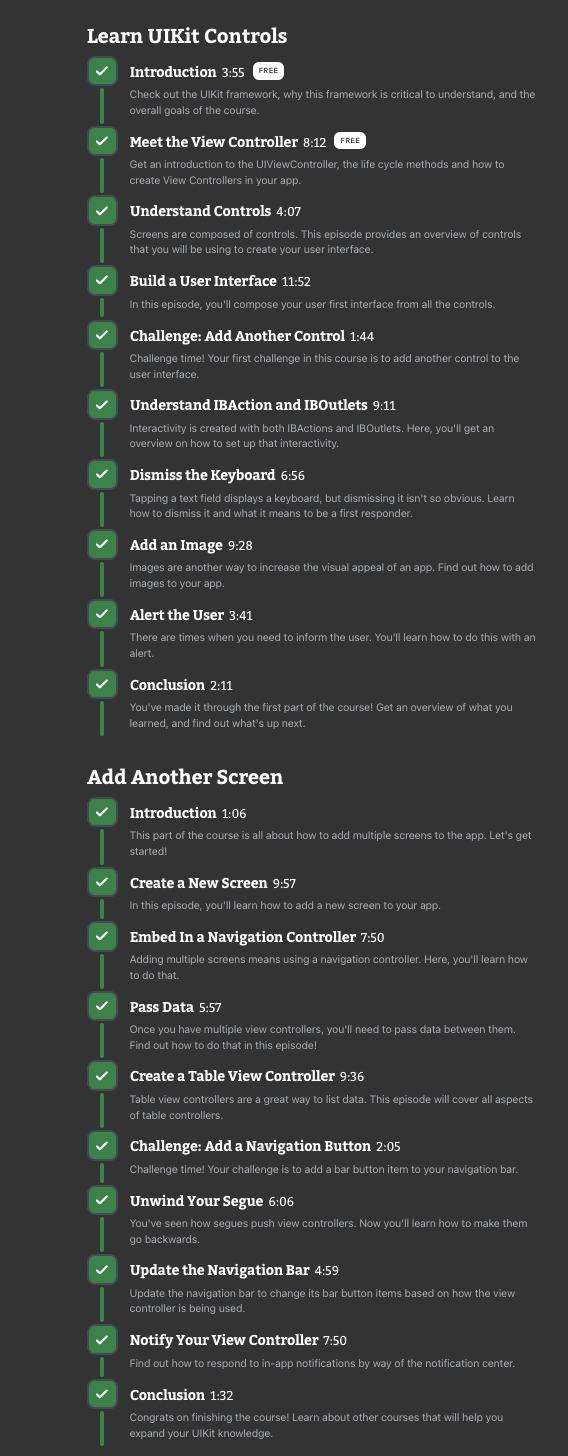 Learn UIKit Controls
Introduction 3:55 FREE
Check out the UIKit framework, why this framework is critical to understand, and the
overall goals of the course.
Meet the View Controller 8:12 FREE
Get an introduction to the UIViewController, the life cycle methods and how to
create View Controllers in your app.
Understand Controls 4:07
Screens are composed of controls. This episode provides an overview of controls
that you will be using to create your user interface.
Build a User Interface 11:52
In this episode, you'll compose your user first interface from all the controls.
Challenge: Add Another Control 1:44
Challenge time! Your first challenge in this course is to add another control to the
user interface.
Understand IBAction and IBOutlets 9:11
Interactivity is created with both IBActions and IBOutlets. Here, you'll get an
overview on how to set up that interactivity.
Dismiss the Keyboard 6:56
Tapping a text field displays a keyboard, but dismissing it isn't so obvious. Learn
how to dismiss it and what it means to be a first responder.
Add an Image 9:28
Images are another way to increase the visual appeal of an app. Find out how to add
images to your app.
Alert the User 3:41
There are times when you need to inform the user. You'll learn how to do this with an
alert.
Conclusion 2:11
You've made it through the first part of the course! Get an overview of what you
learned, and find out what's up next.
Add Another Screen
Introduction 1:06
This part of the course is all about how to add multiple screens to the app. Let's get
started!
Create a New Screen 9:57
In this episode, you'll learn how to add a new screen to your app.
Embed In a Navigation Controller 7:50
Adding multiple screens means using a navigation controller. Here, you'll learn how
to do that.
Pass Data 5:57
Once you have multiple view controllers, you'll need to pass data between them.
Find out how to do that in this episode!
Create a Table View Controller 9:36
Table view controllers are a great way to list data. This episode will cover all aspects
of table controllers.
Challenge: Add a Navigation Button 2:05
Challenge time! Your challenge is to add a bar button item to your navigation bar.
Unwind Your Segue 6:06
You've seen how segues push view controllers. Now you'll learn how to make them
go backwards.
Update the Navigation Bar 4:59
Update the navigation bar to change its bar button items based on how the view
controller is being used.
Notify Your View Controller 7:50
Find out how to respond to in-app notifications by way of the notification center.
Conclusion 1:32
Congrats on finishing the course! Learn about other courses that will help you
expand your UIKit knowledge.